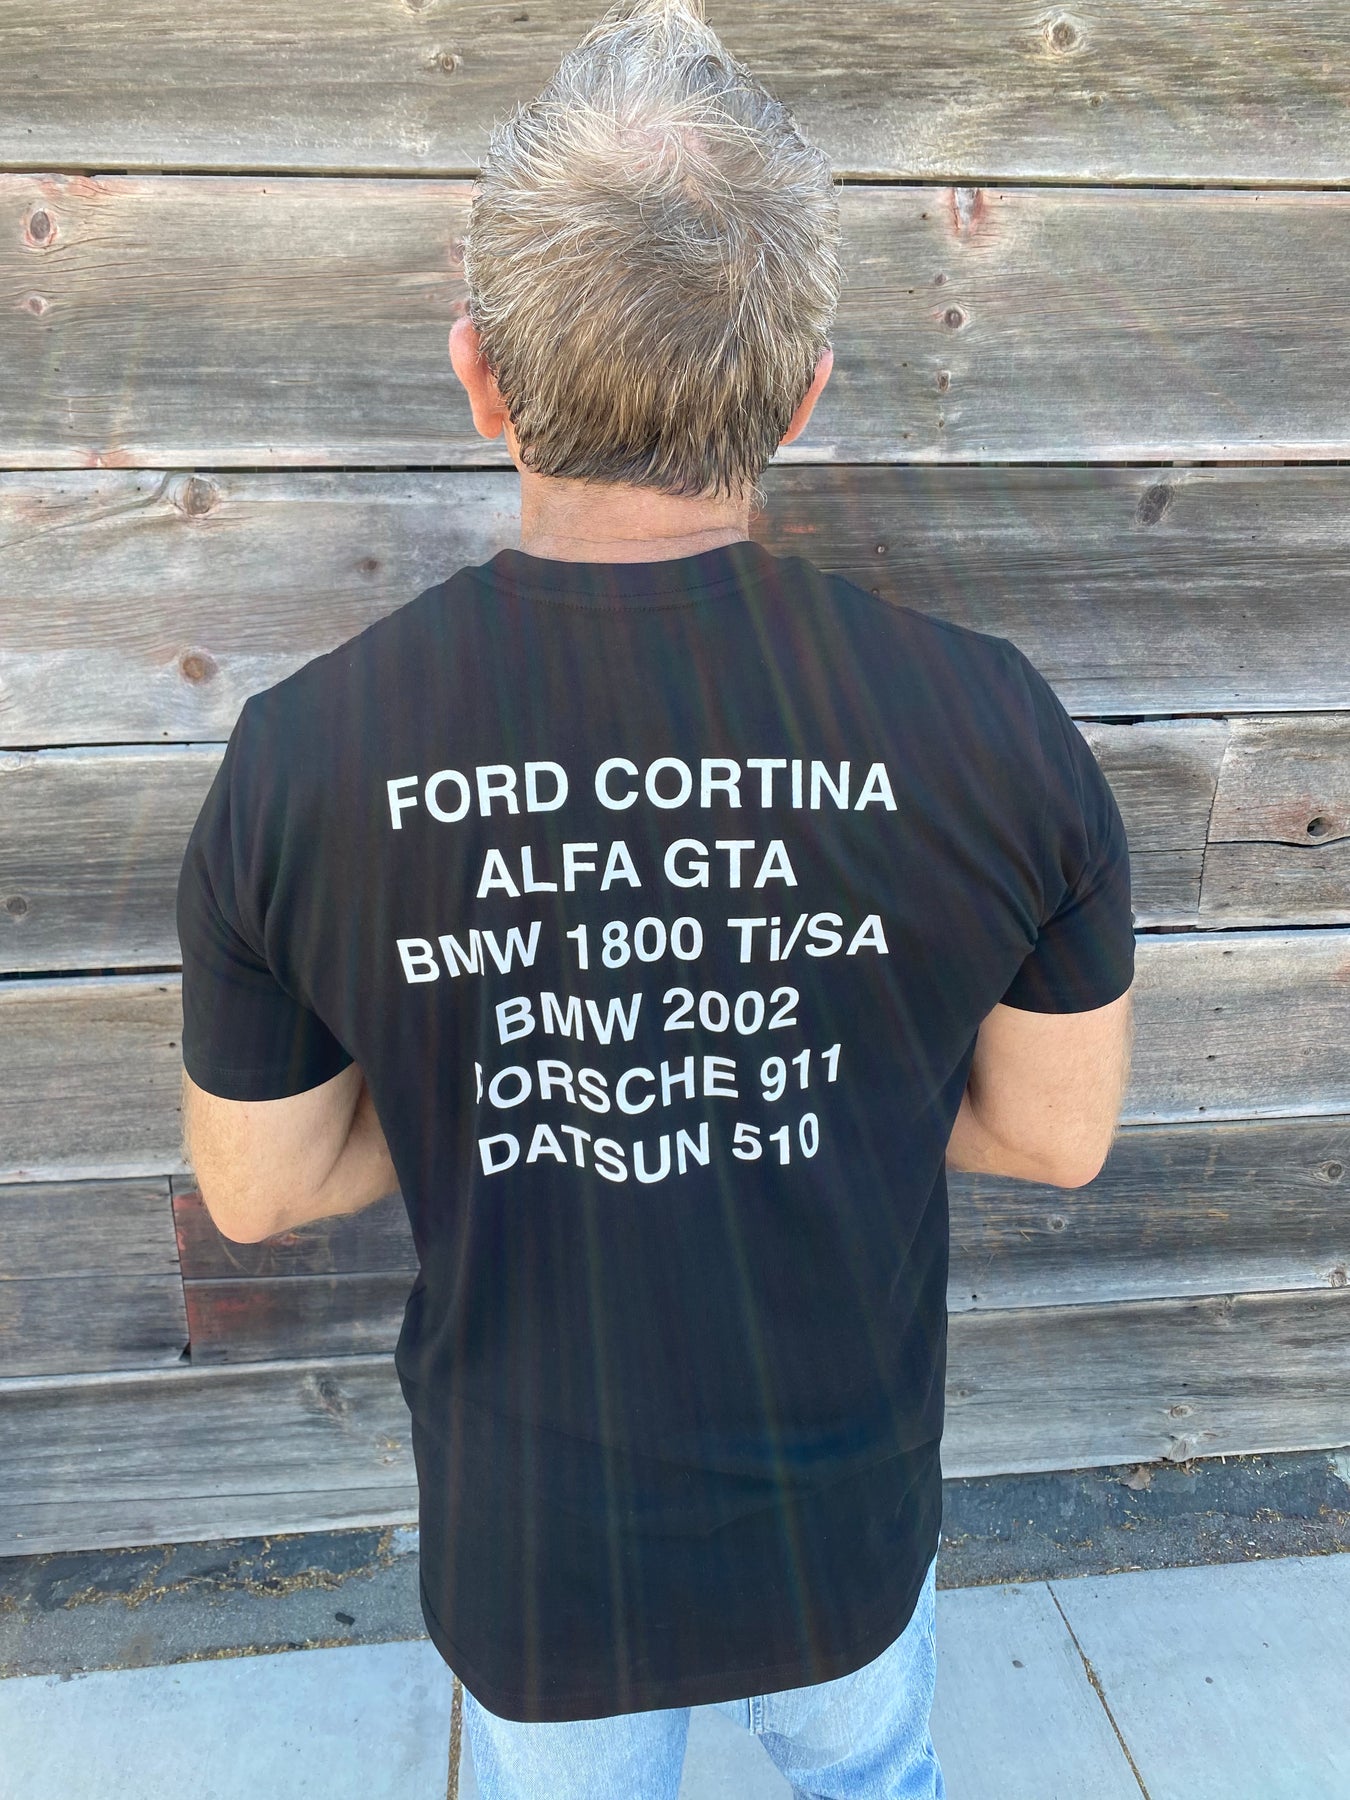 FORD CORTINA
ALFA GTA
BMW 1800 Ti/SA
BMW 2002
PORSCHE 911
DATSUN 510